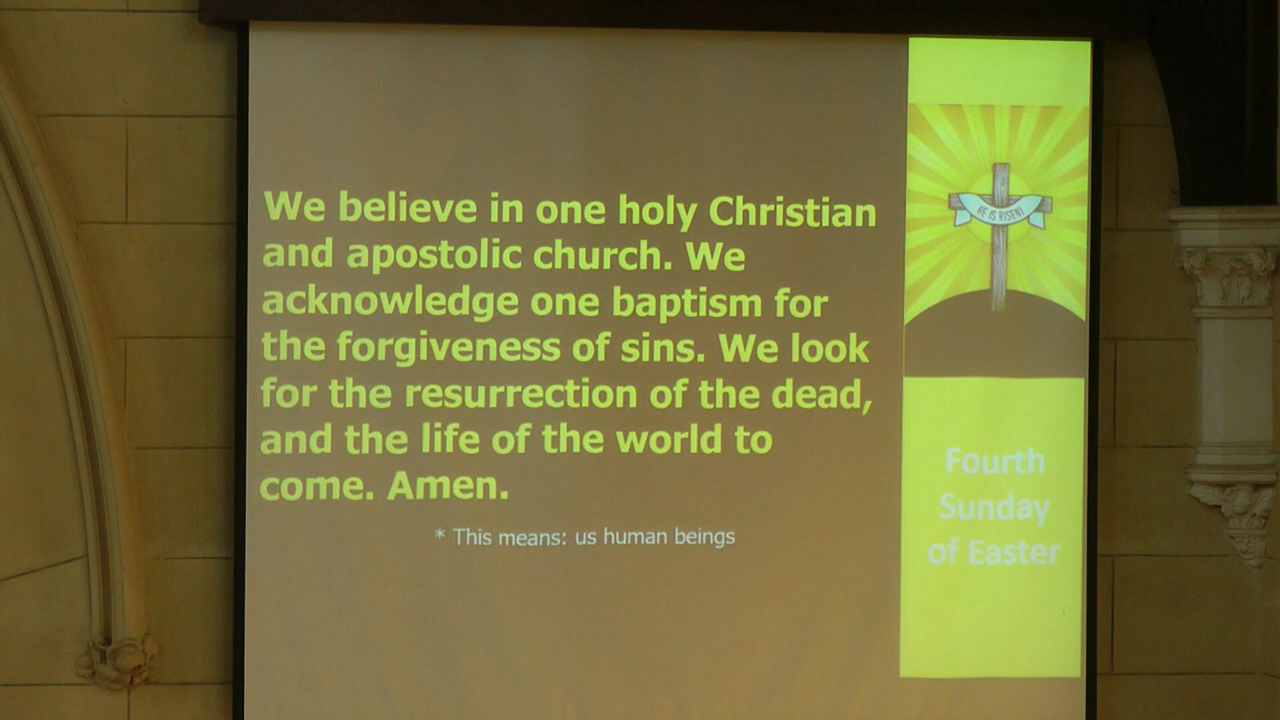 We believe in one holy Christian
and apostolic church. We
acknowledge one baptism for
the forgiveness of sins. We look
for the resurrection of the dead,
and the life of the world to
come. Amen.
* This means: us human beings
HE IS RISEN!
Fourth
Sunday
of Easter